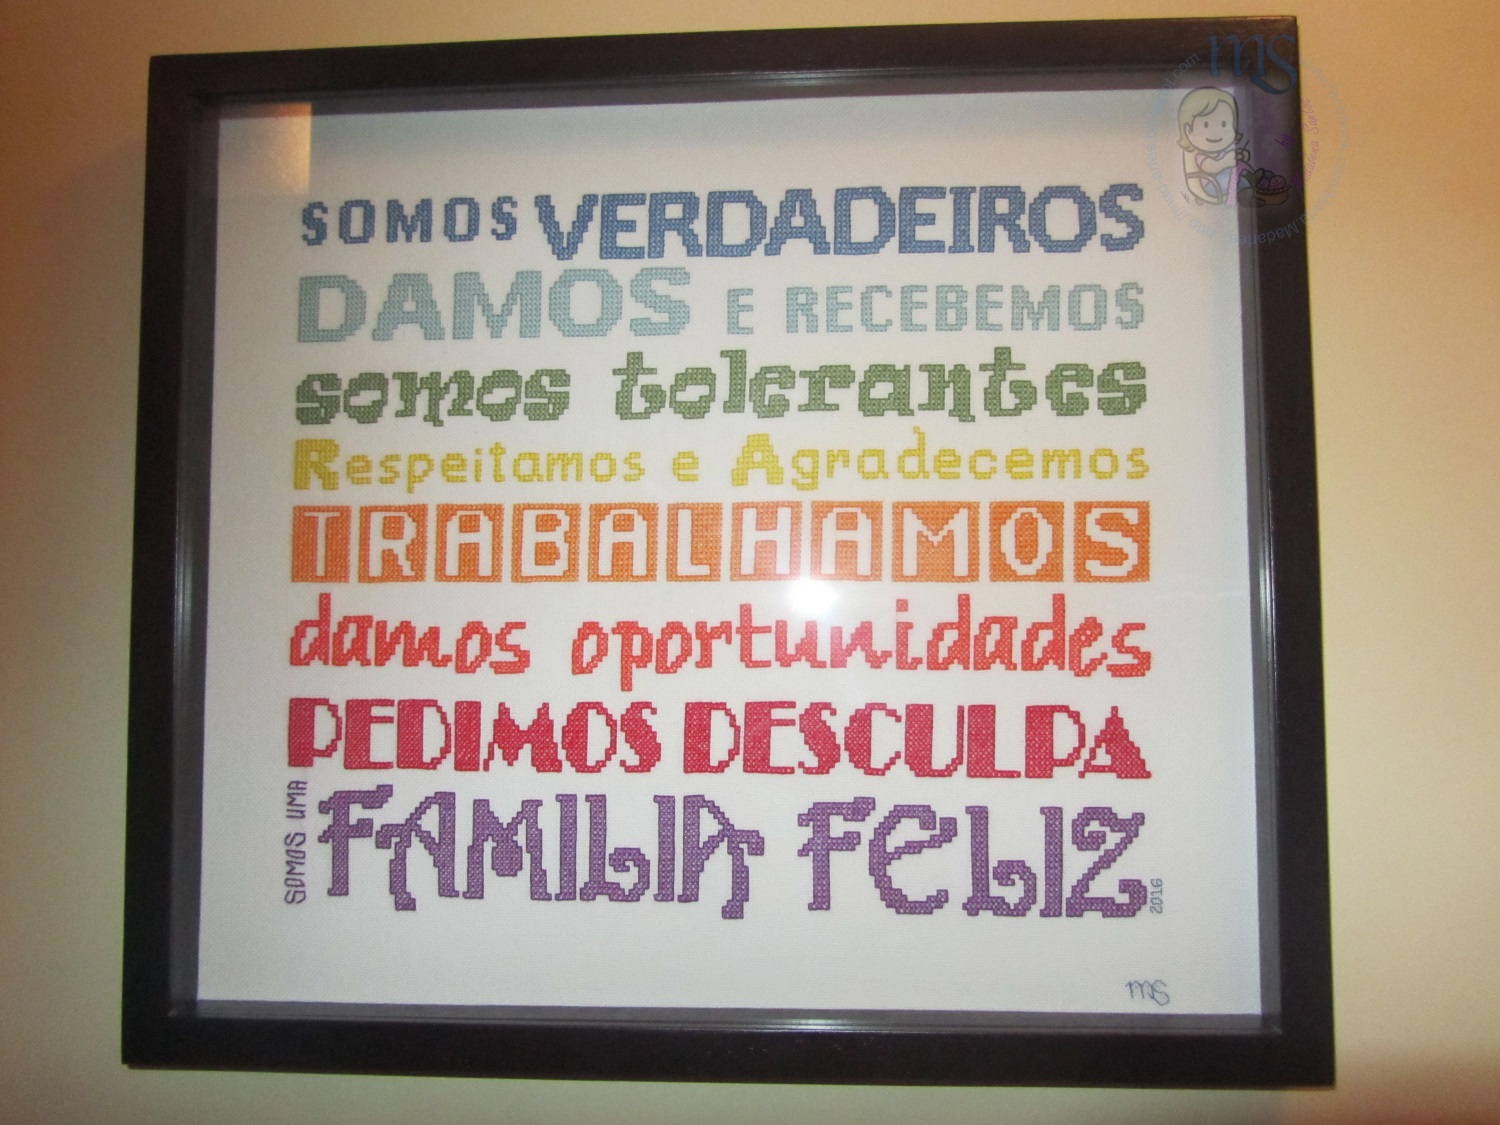 SOMOS VERDADEIROS
DAMOS E RECEBEMOS
somos tolerantes
Respeitamos e Agradecemos
TRABALHAMOS
damos oportunidades
PEDIMOS DESCULPA
SOMOS UMA
FAMILIA FELIZ
2016
MS
MS